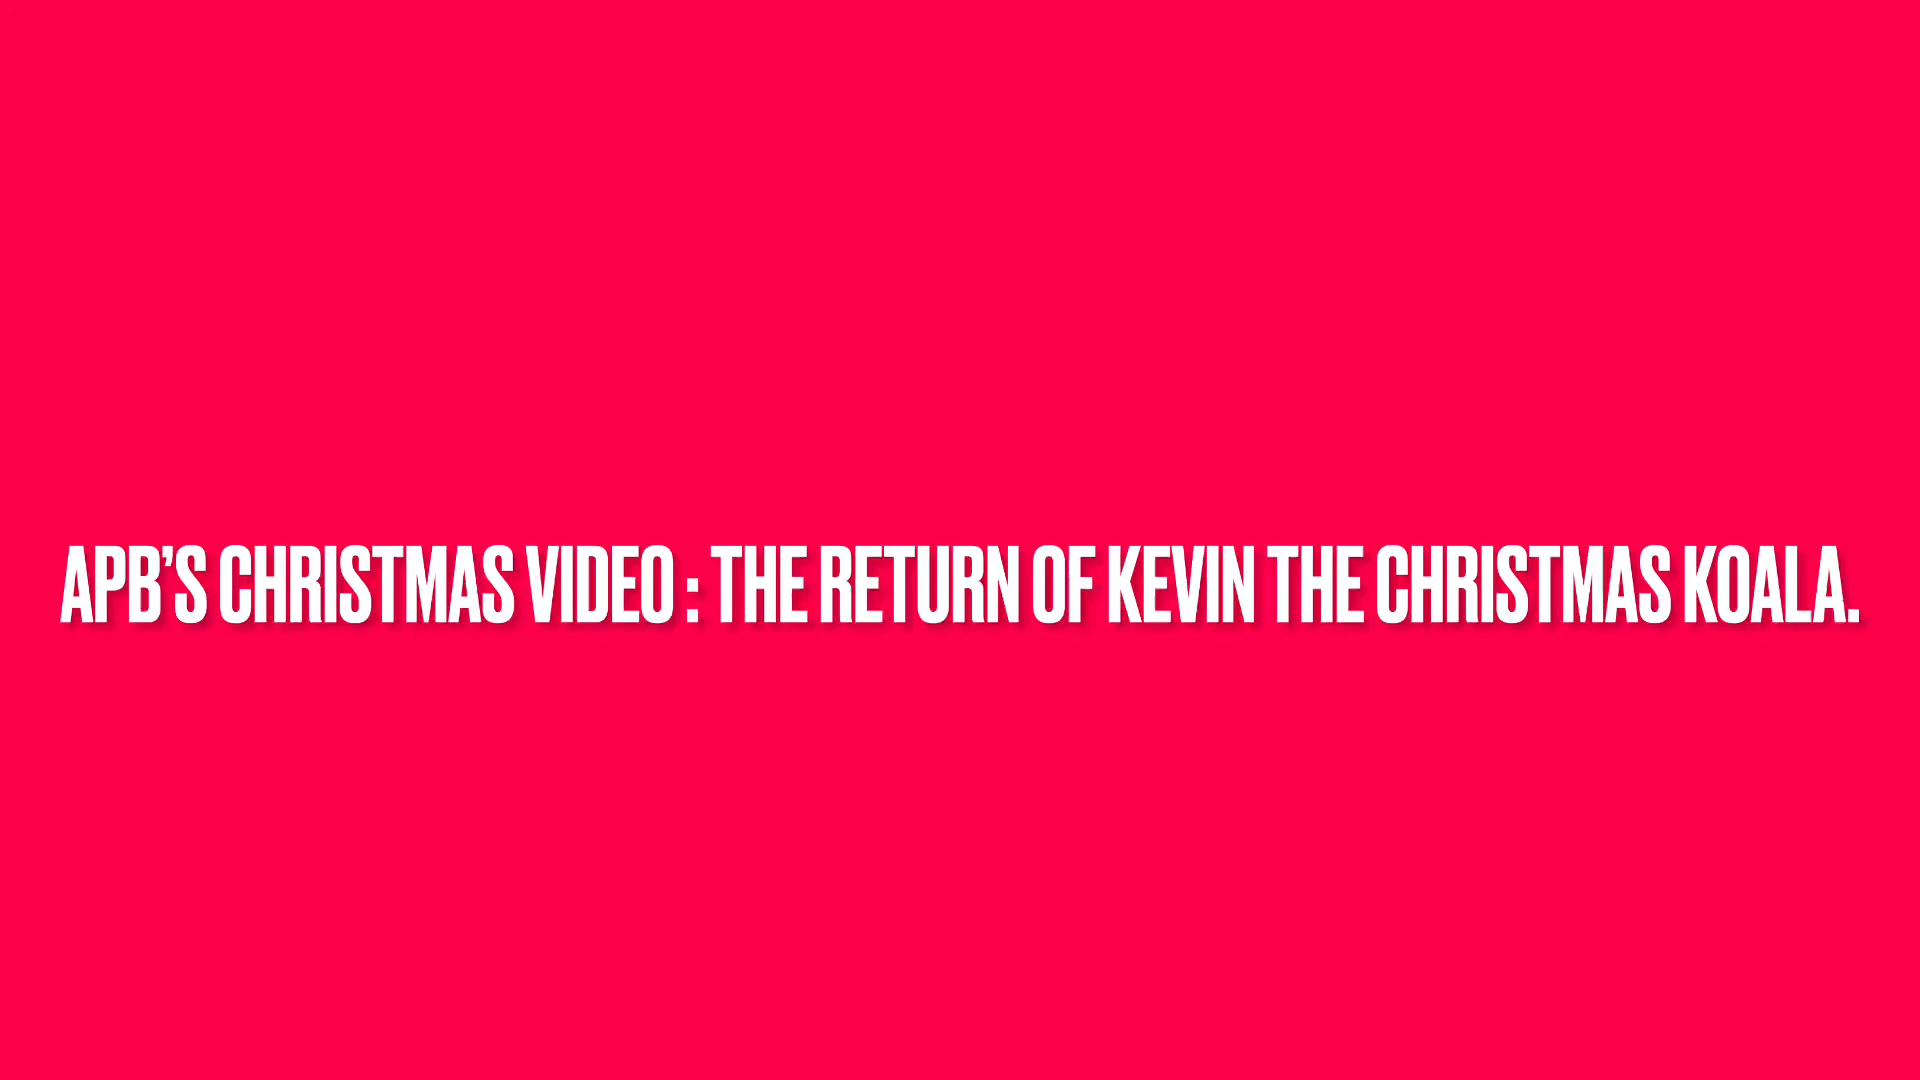 APB’S CHRISTMAS VIDEO : THE RETURN OF KEVIN THE CHRISTMAS KOALA.